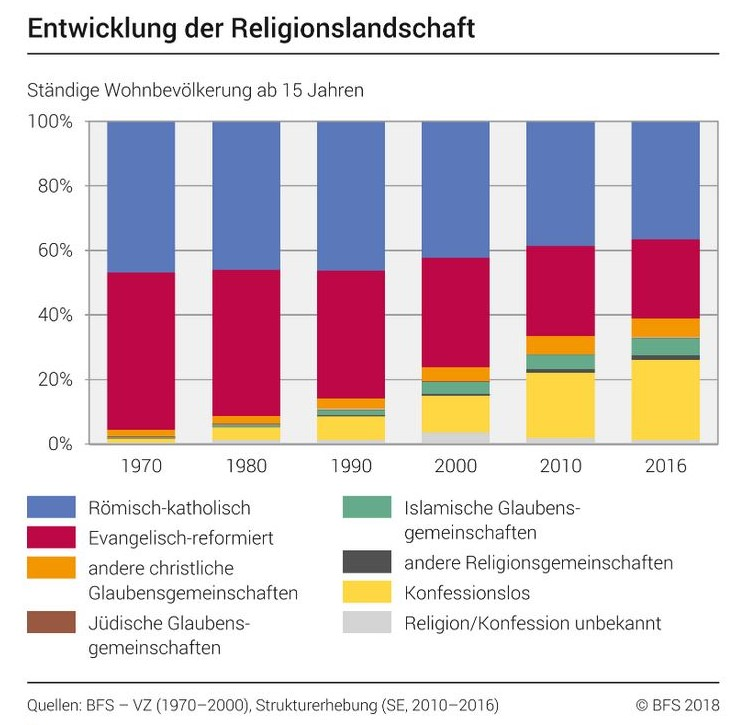 Entwicklung der Religionslandschaft
Ständige Wohnbevölkerung ab 15 Jahren
100%
80%
60%
40%
20%
0%
1970 1980 1990 2000 2010 2016
Römisch-katholisch
Evangelisch-reformiert
andere christliche
Glaubensgemeinschaften
Jüdische Glaubens-
gemeinschaften
Islamische Glaubens-
gemeinschaften
andere Religionsgemeinschaften
Konfessionslos
Religion/Konfession unbekannt
Quellen: BFS – VZ (1970–2000), Strukturerhebung (SE, 2010–2016) © BFS 2018